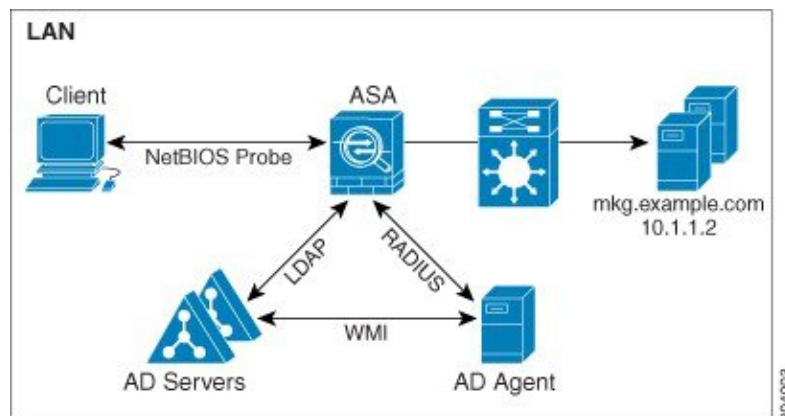 LAN
Client
ASA
NetBIOS Probe
mkg.example.com
10.1.1.2
LDAP
RADIUS
WMI
AD Servers
AD Agent